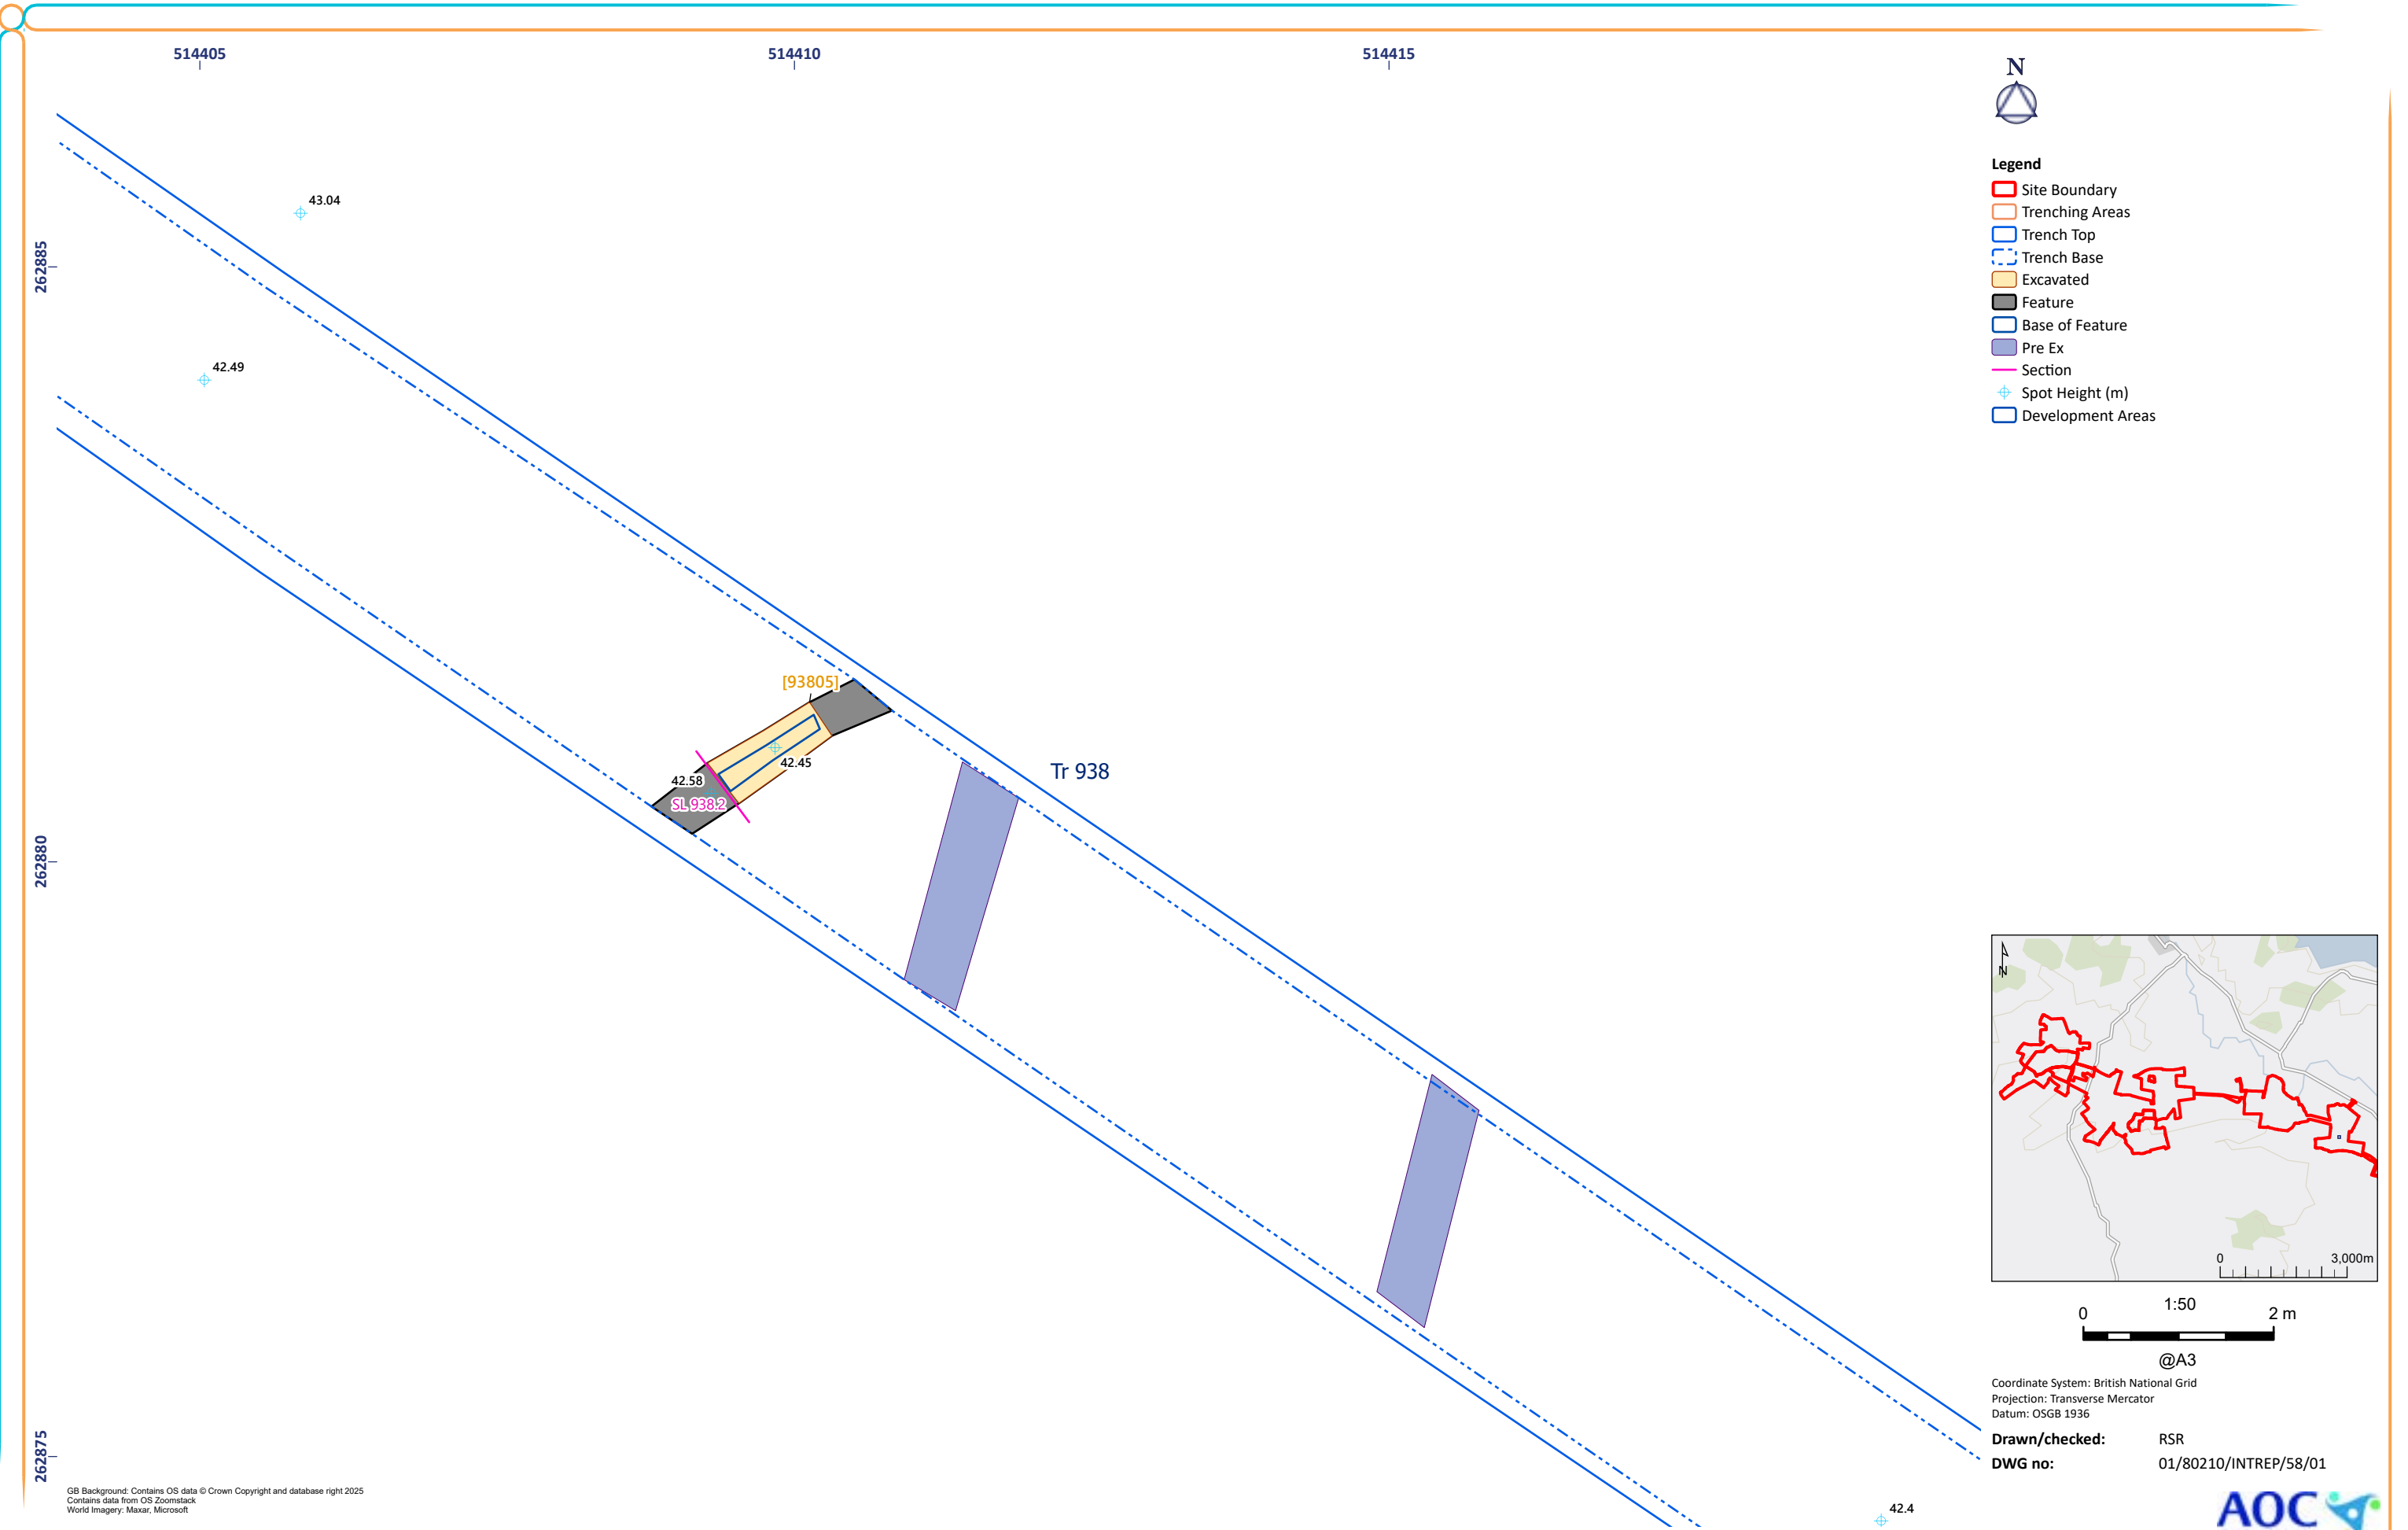 514405
514410
514415
N
Legend
Site Boundary
Trenching Areas
Trench Top
Trench Base
Excavated
Feature
Base of Feature
Pre Ex
Section
Spot Height (m)
Development Areas
43.04
262885
42.49
[93805]
42.45
42.58
SL 938.2
Tr 938
262880
N
0 3,000m
1:50
0 2 m
@A3
Coordinate System: British National Grid
Projection: Transverse Mercator
Datum: OSGB 1936
Drawn/checked: RSR
DWG no: 01/80210/INTREP/58/01
262875
42.4
GB Background: Contains OS data © Crown Copyright and database right 2025
Contains data from OS Zoomstack
World Imagery: Maxar, Microsoft
AOC